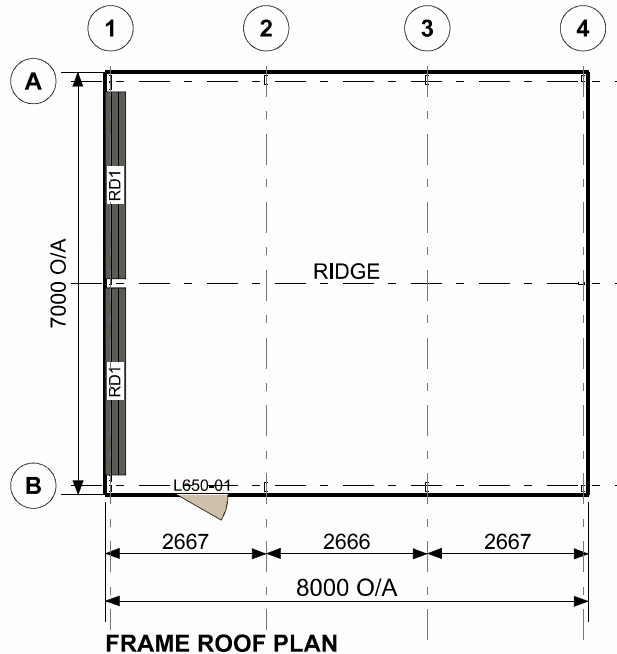 1 2 3 4
A
RD1
RIDGE
7000 O/A
RD1
B
L650-01
2667 2666 2667
8000 O/A
FRAME ROOF PLAN